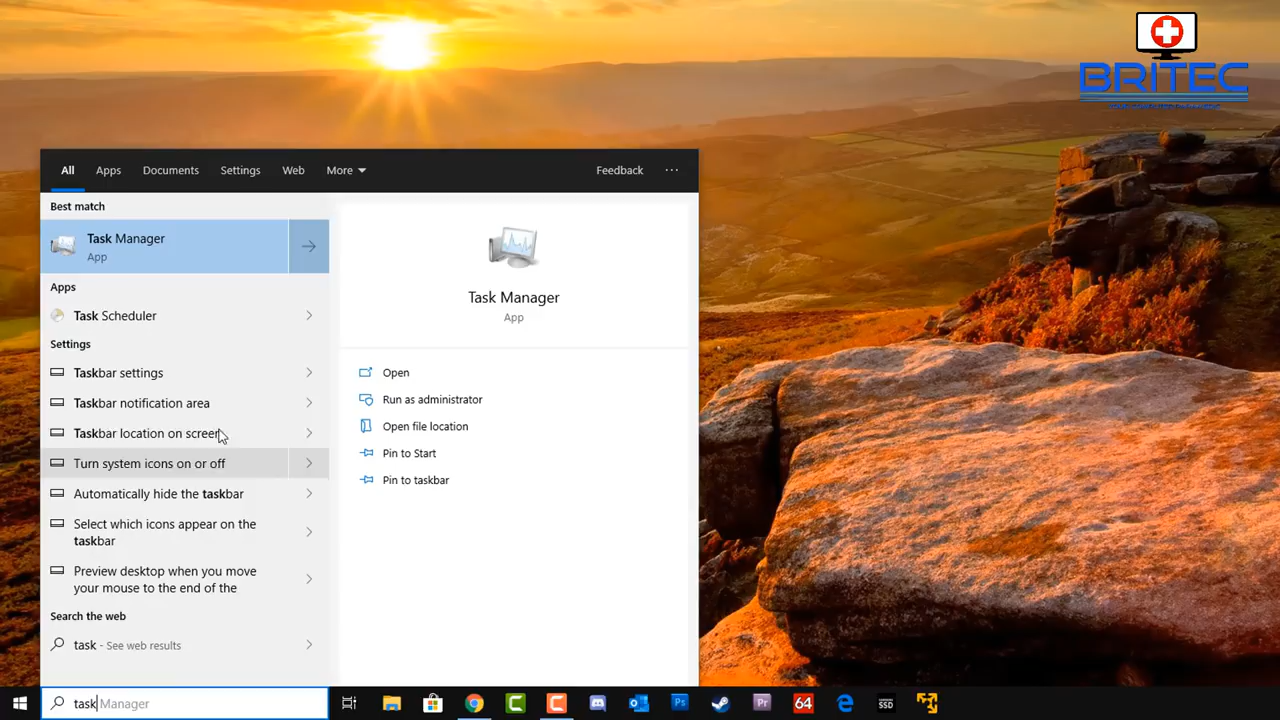 BRITEC
All Apps Documents Settings Web More Feedback ...
Best match
Task Manager
App
Apps
Task Scheduler
Settings
Taskbar settings
Taskbar notification area
Taskbar location on screen
Turn system icons on or off
Automatically hide the taskbar
Select which icons appear on the
taskbar
Preview desktop when you move
your mouse to the end of the
Search the web
task - See web results
Task Manager
App
Open
Run as administrator
Open file location
Pin to Start
Pin to taskbar
task Manager
Ps
Pr
64
SSD